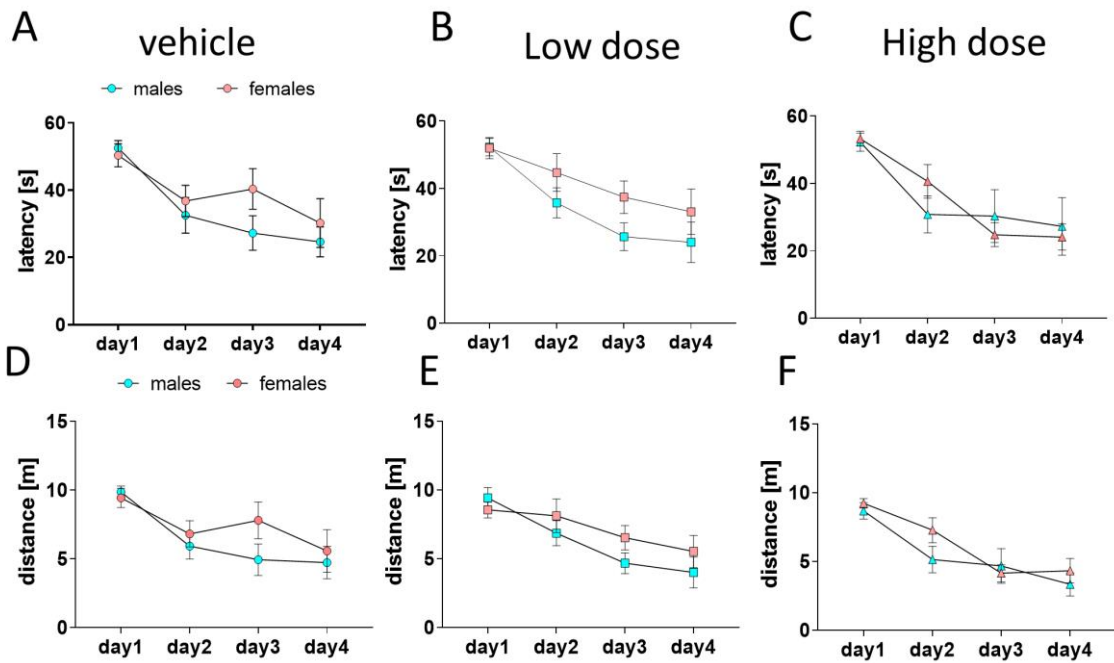 A
vehicle
B
Low dose
C
High dose
males
females
60
40
20
0
latency [s]
day1 day2 day3 day4
60
40
20
0
latency [s]
day1 day2 day3 day4
60
40
20
0
latency [s]
day1 day2 day3 day4
D
males
females
E
F
15
10
5
0
distance [m]
day1 day2 day3 day4
15
10
5
0
distance [m]
day1 day2 day3 day4
15
10
5
0
distance [m]
day1 day2 day3 day4